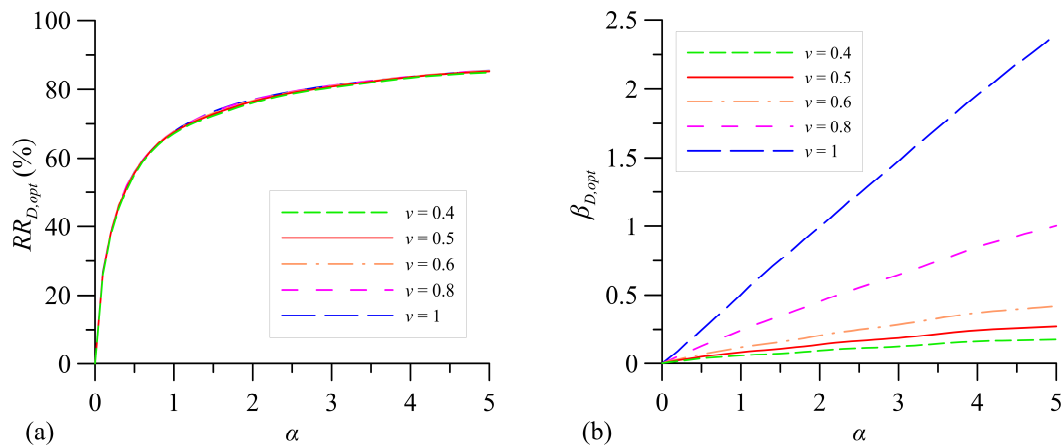 100
80
60
40
20
0
RR_D,opt (%)
v = 0.4
v = 0.5
v = 0.6
v = 0.8
v = 1
0 1 2 3 4 5
α
(a)
2.5
2
1.5
1
0.5
0
β_D,opt
v = 0.4
v = 0.5
v = 0.6
v = 0.8
v = 1
0 1 2 3 4 5
α
(b)